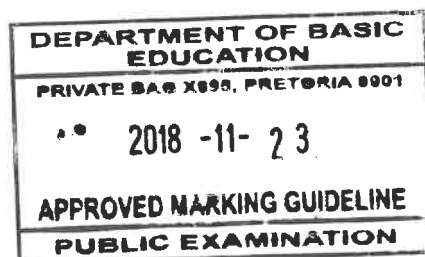 DEPARTMENT OF BASIC
EDUCATION
PRIVATE BAG X895, PRETORIA 0001
2018 -11- 23
APPROVED MARKING GUIDELINE
PUBLIC EXAMINATION